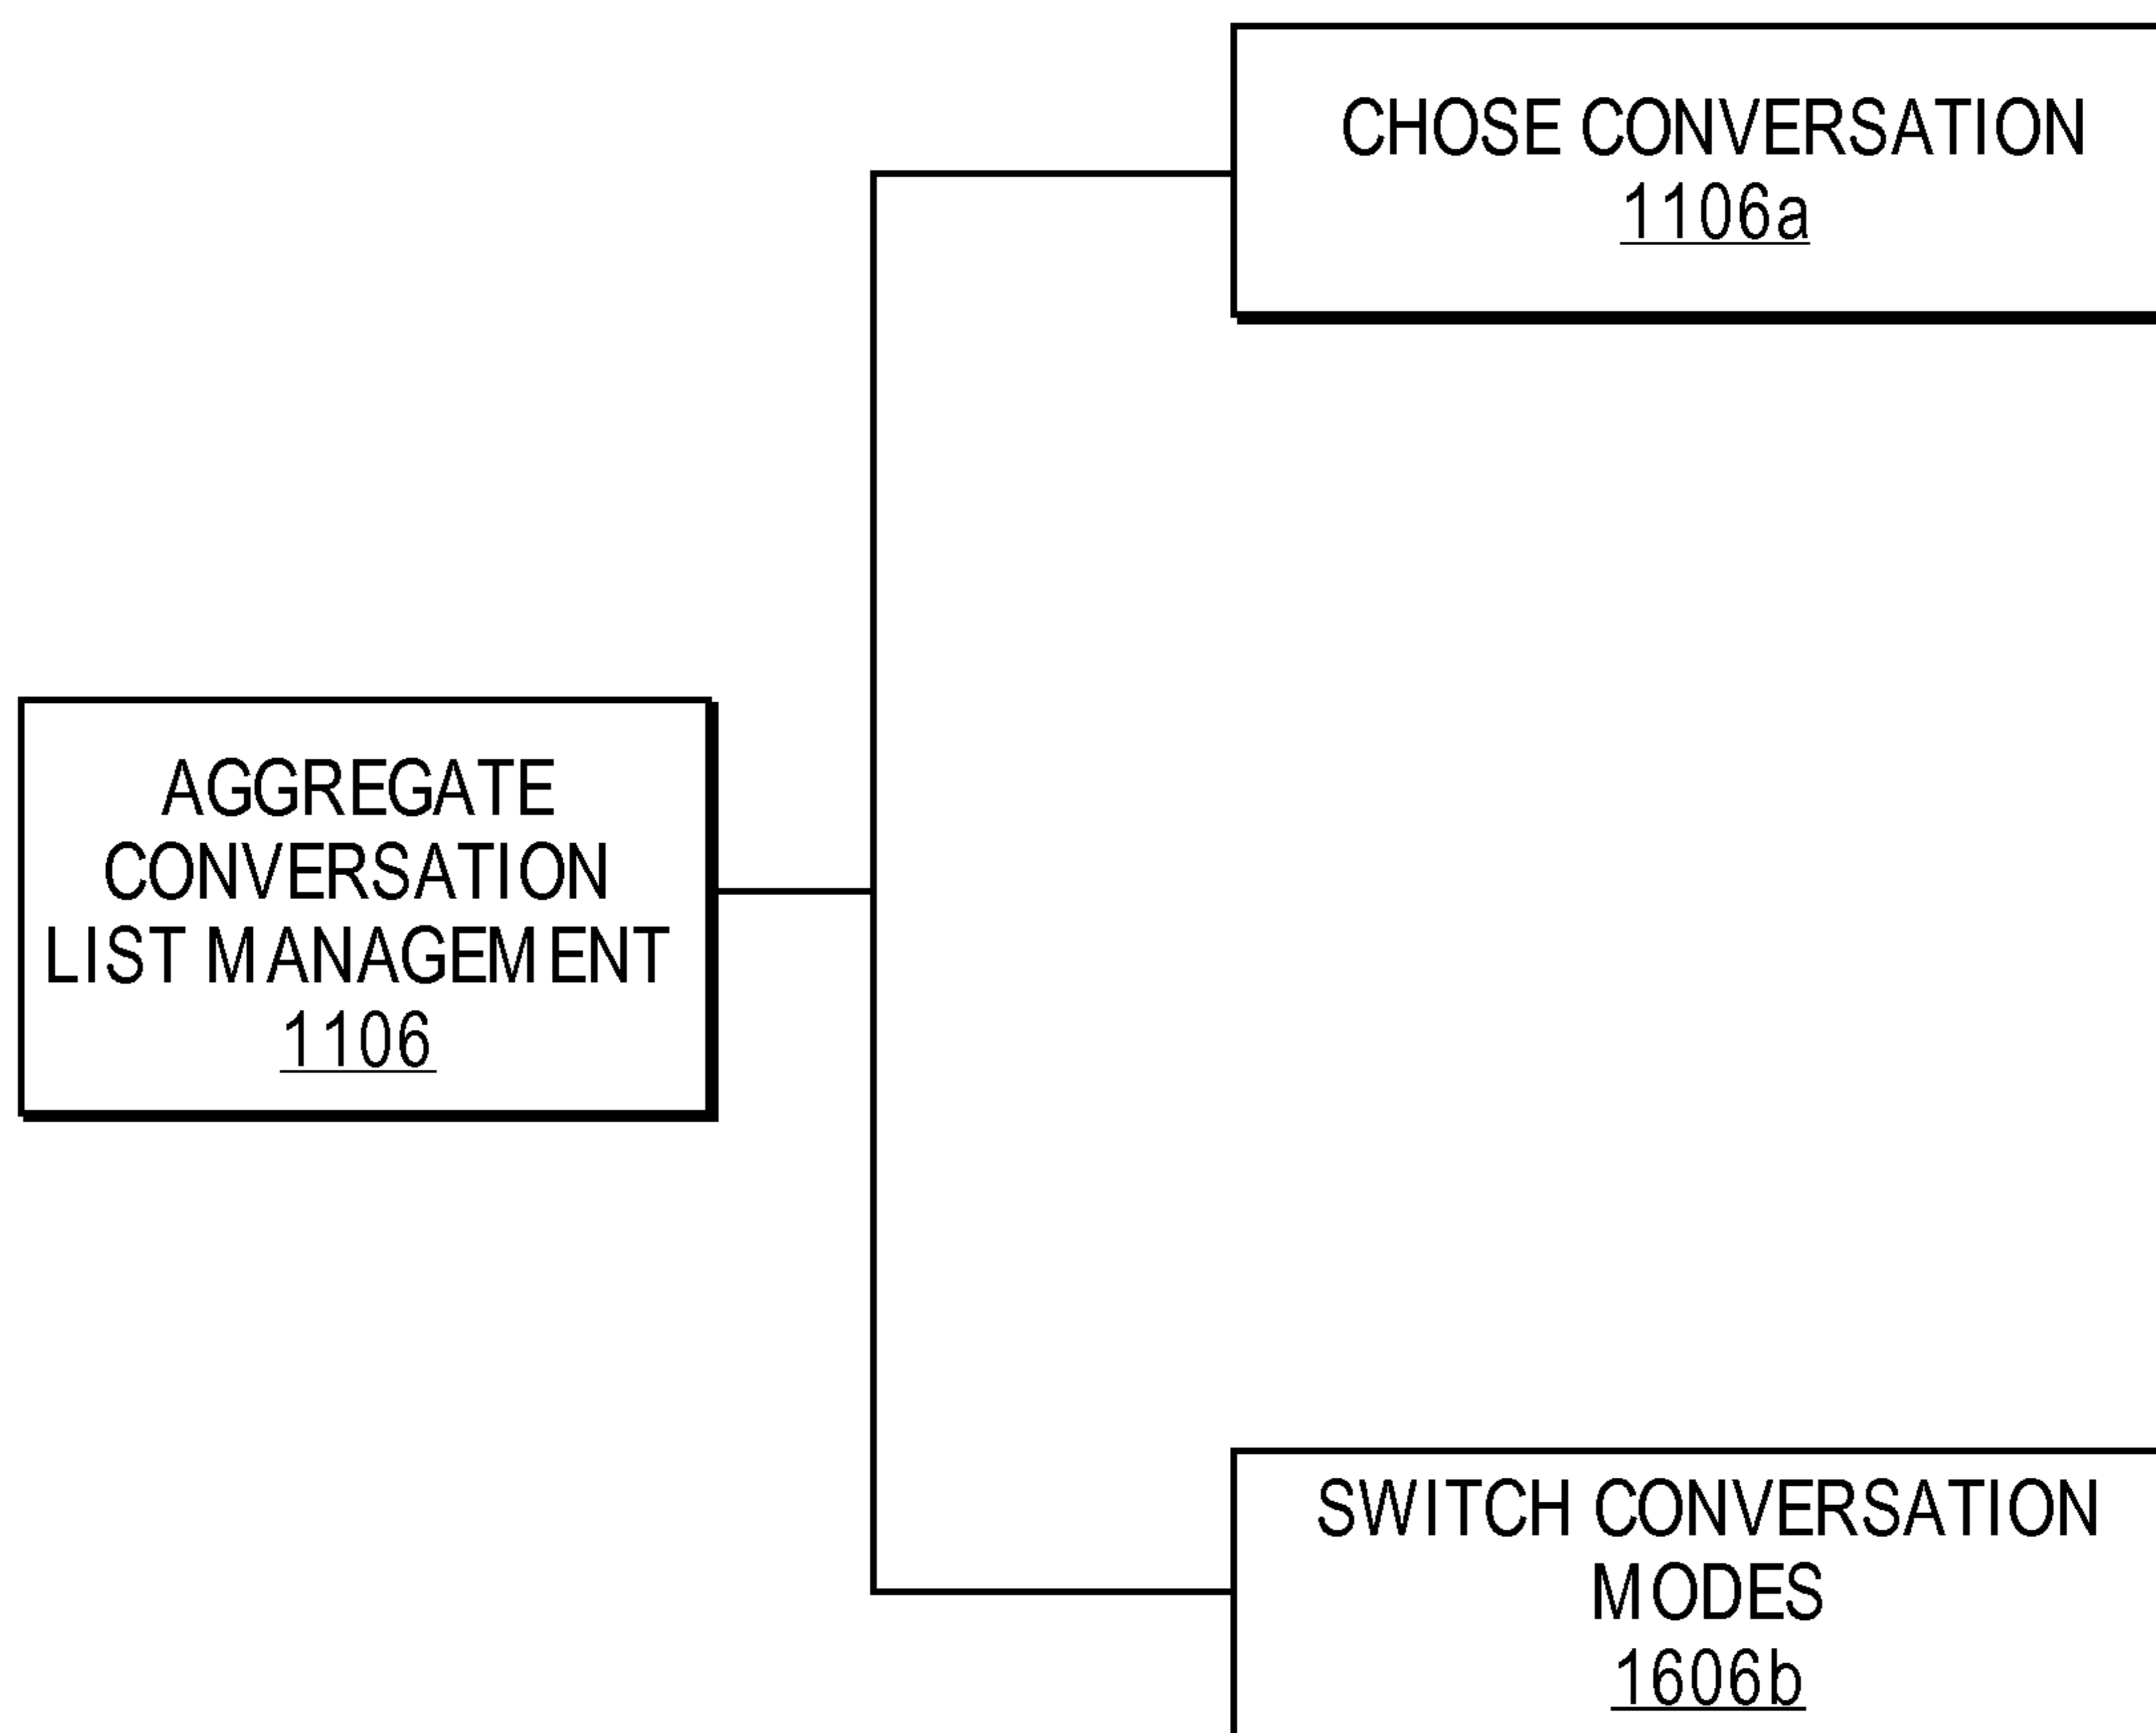 CHOSE CONVERSATION
1106a
AGGREGATE
CONVERSATION
LIST MANAGEMENT
1106
SWITCH CONVERSATION
MODES
1606b